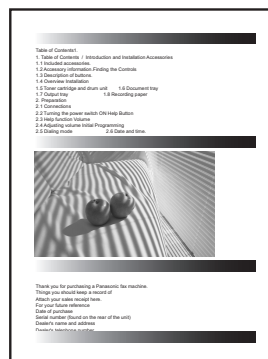 Table of Contents1.
1. Table of Contents / Introduction and Installation Accessories
1.1 Included accessories.
1.2 Accessory information Finding the Controls
1.3 Description of buttons.
1.4 Overview Installation
1.5 Toner cartridge and drum unit 1.6 Document tray
1.7 Output tray 1.8 Recording paper
2. Preparation
2.1 Connections
2.2 Turning the power switch ON Help Button
2.3 Help function Volume
2.4 Adjusting volume Initial Programming
2.5 Dialing mode 2.6 Date and time.
Thank you for purchasing a Panasonic fax machine.
Things you should keep a record of
Attach your sales receipt here.
For your future reference
Date of purchase
Serial number (found on the rear of the unit)
Dealer's name and address
Dealer's telephone number